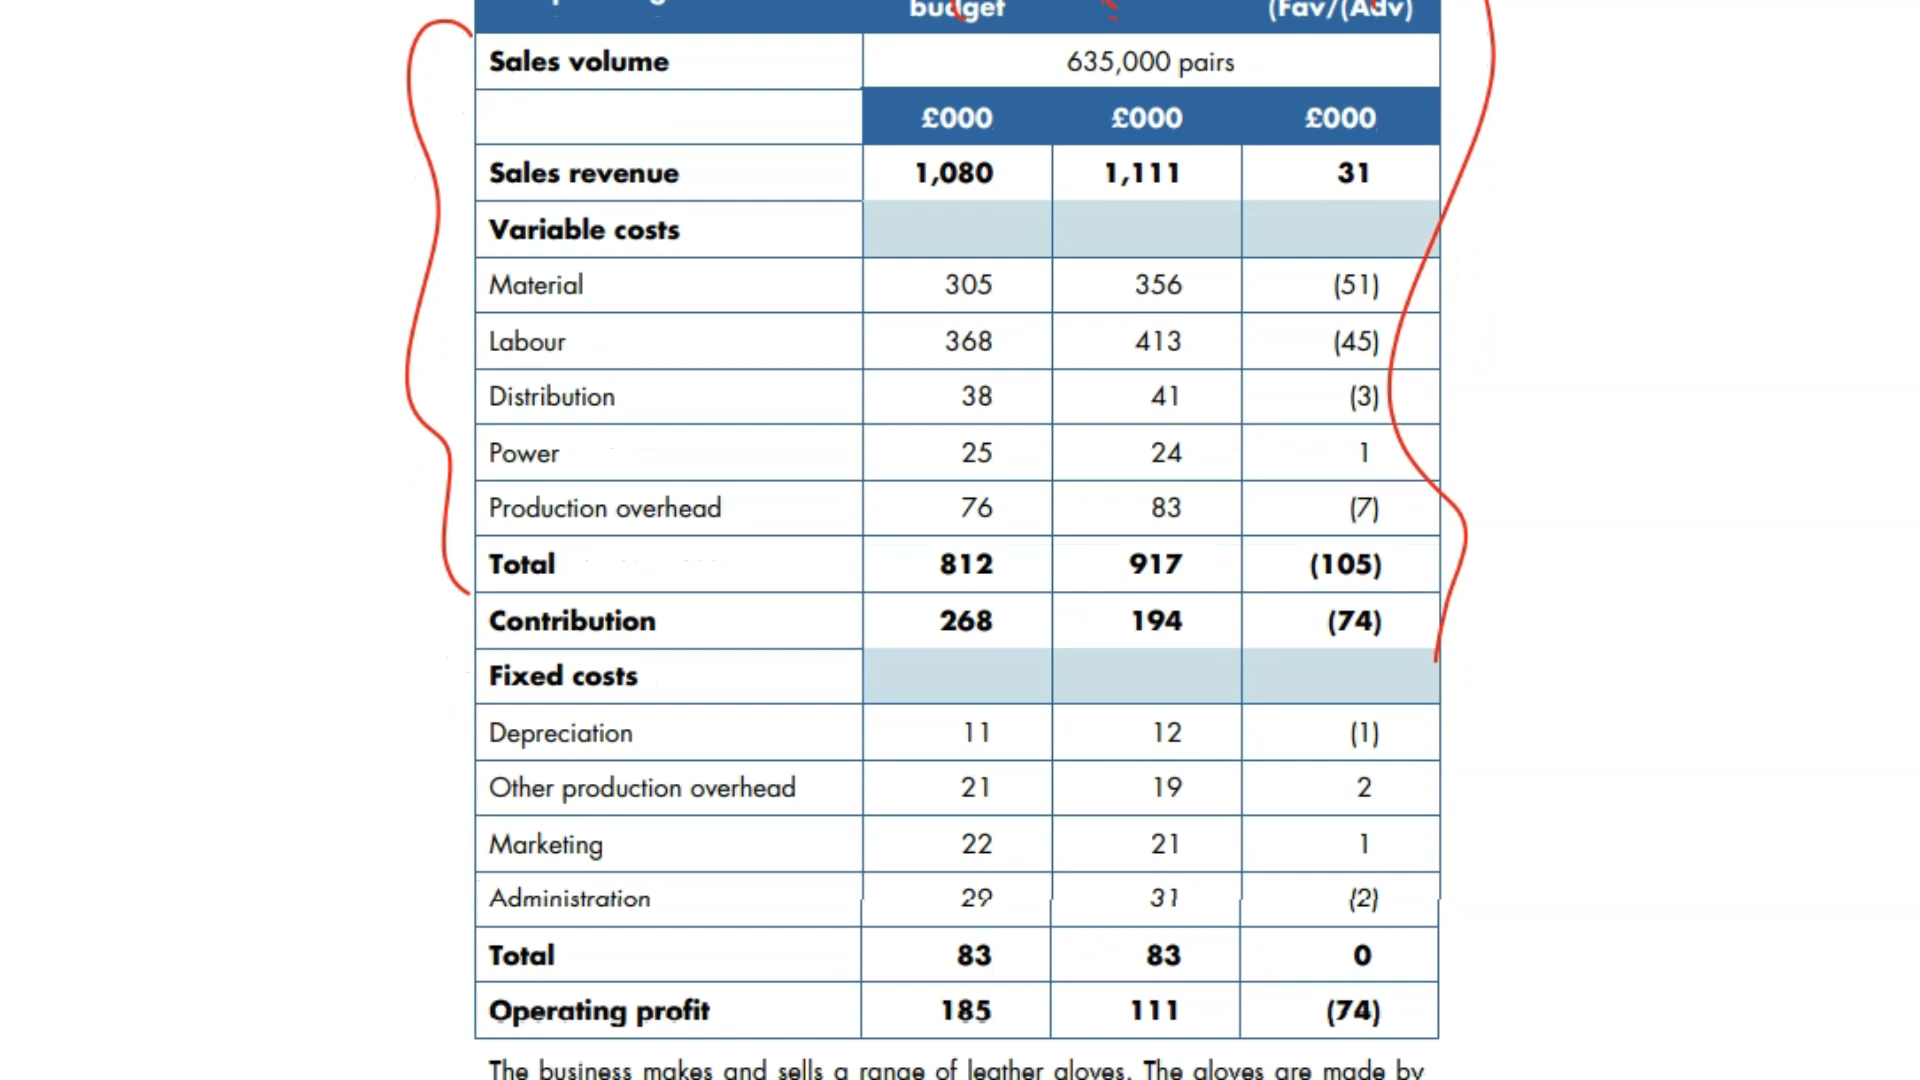 budget (Fav/(Adv)
Sales volume 635,000 pairs
£000 £000 £000
Sales revenue 1,080 1,111 31
Variable costs
Material 305 356 (51)
Labour 368 413 (45)
Distribution 38 41 (3)
Power 25 24 1
Production overhead 76 83 (7)
Total 812 917 (105)
Contribution 268 194 (74)
Fixed costs
Depreciation 11 12 (1)
Other production overhead 21 19 2
Marketing 22 21 1
Administration 29 31 (2)
Total 83 83 0
Operating profit 185 111 (74)
The business makes and sells a range of leather gloves. The gloves are made by